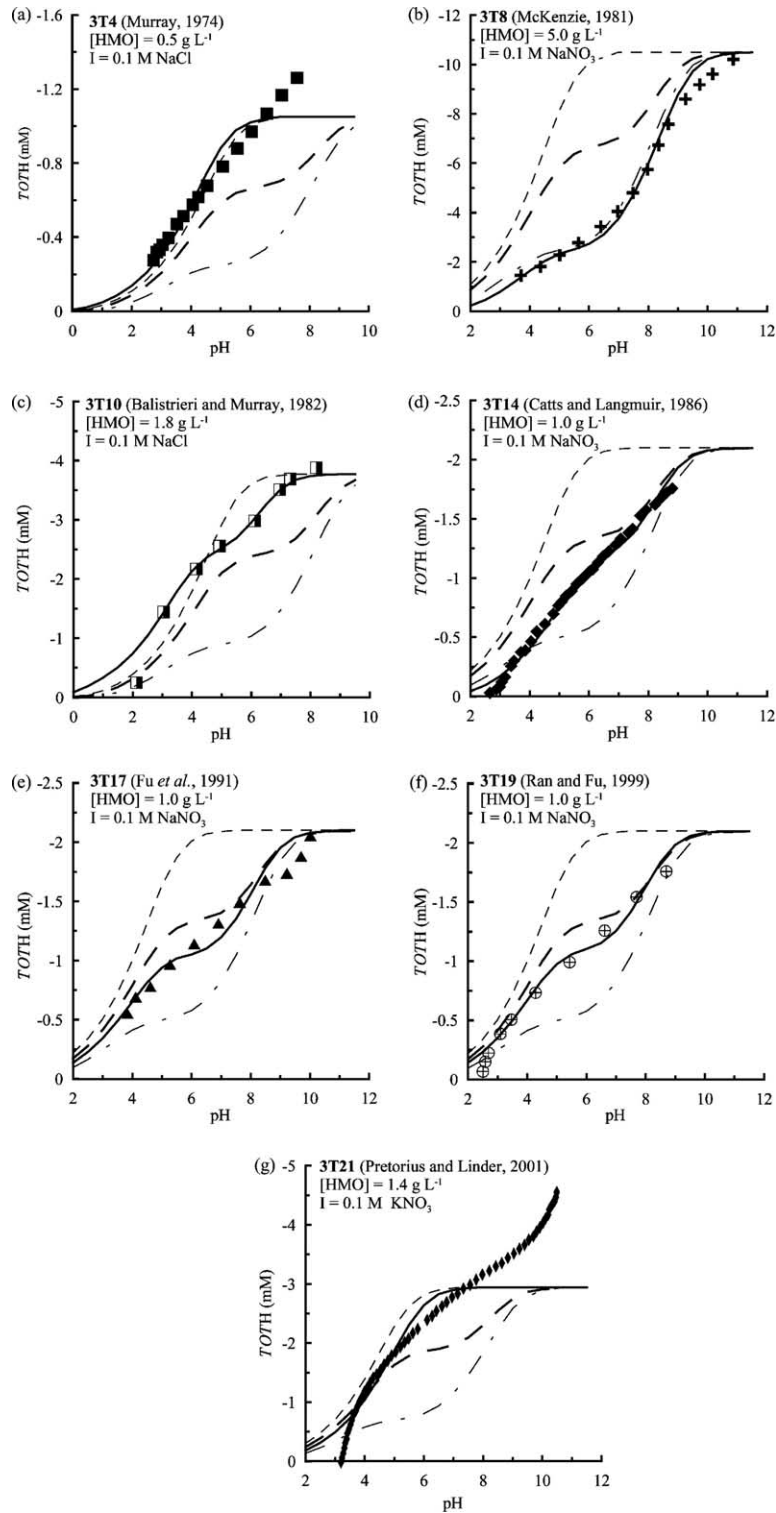 (a)
3T4 (Murray, 1974)
[HMO] = 0.5 g L⁻¹
I = 0.1 M NaCl
-1.6
-1.2
-0.8
-0.4
0
TOTH (mM)
0 2 4 6 8 10
pH
(b)
3T8 (McKenzie, 1981)
[HMO] = 5.0 g L⁻¹
I = 0.1 M NaNO₃
-12
-10
-8
-6
-4
-2
0
TOTH (mM)
2 4 6 8 10 12
pH
(c)
3T10 (Balistrieri and Murray, 1982)
[HMO] = 1.8 g L⁻¹
I = 0.1 M NaCl
-5
-4
-3
-2
-1
0
TOTH (mM)
0 2 4 6 8 10
pH
(d)
3T14 (Catts and Langmuir, 1986)
[HMO] = 1.0 g L⁻¹
I = 0.1 M NaNO₃
-2.5
-2
-1.5
-1
-0.5
0
TOTH (mM)
2 4 6 8 10 12
pH
(e)
3T17 (Fu et al., 1991)
[HMO] = 1.0 g L⁻¹
I = 0.1 M NaNO₃
-2.5
-2
-1.5
-1
-0.5
0
TOTH (mM)
2 4 6 8 10 12
pH
(f)
3T19 (Ran and Fu, 1999)
[HMO] = 1.0 g L⁻¹
I = 0.1 M NaNO₃
-2.5
-2
-1.5
-1
-0.5
0
TOTH (mM)
2 4 6 8 10 12
pH
(g)
3T21 (Pretorius and Linder, 2001)
[HMO] = 1.4 g L⁻¹
I = 0.1 M KNO₃
-5
-4
-3
-2
-1
0
TOTH (mM)
2 4 6 8 10 12
pH